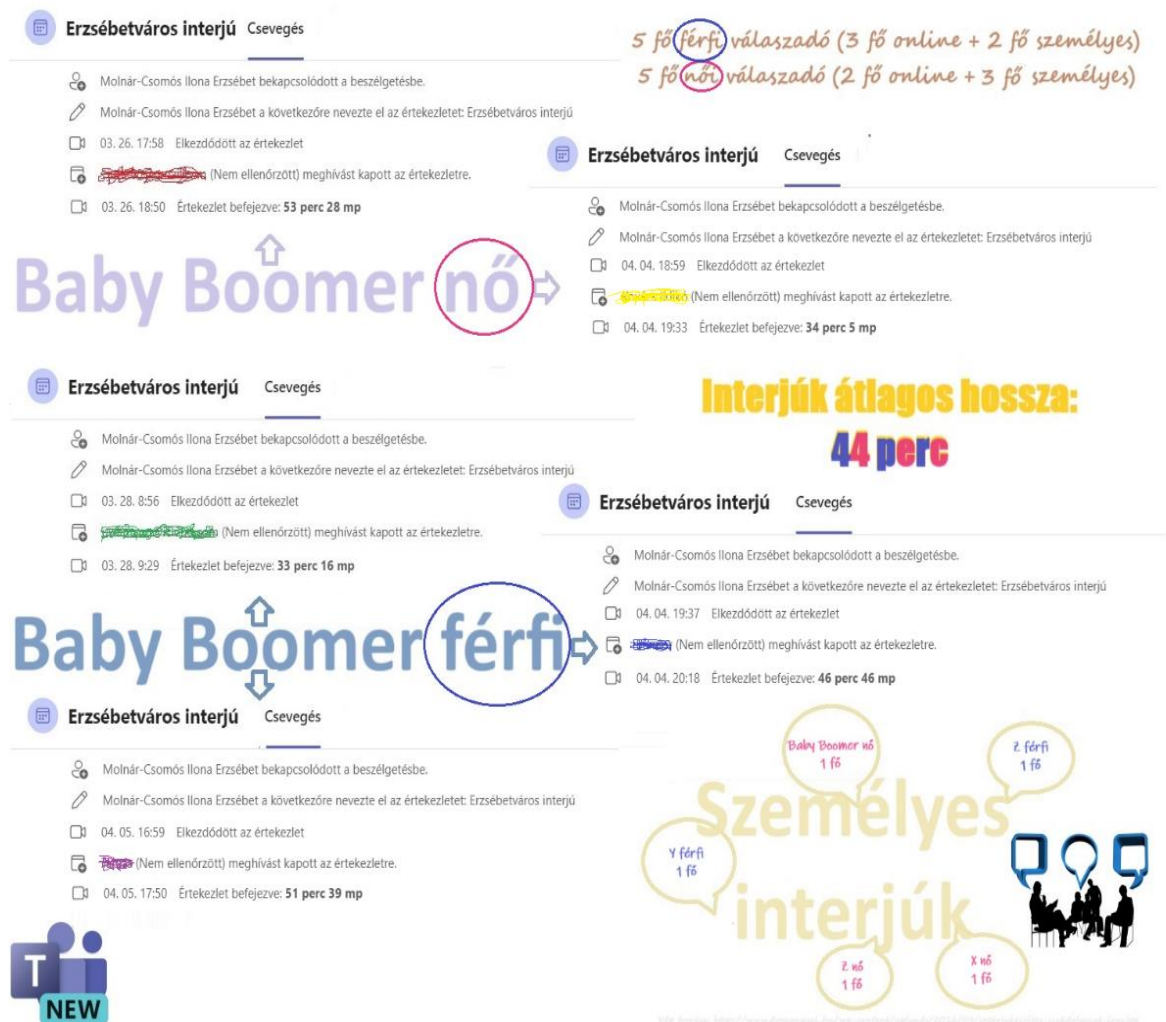 Erzsébetváros interjú Csevegés
Molnár-Csomós Ilona Erzsébet bekapcsolódott a beszélgetésbe.
Molnár-Csomós Ilona Erzsébet a következőre nevezte el az értekezletet: Erzsébetváros interjú
03. 26. 17:58 Elkezdődött az értekezlet
(Nem ellenőrzött) meghívást kapott az értekezletre.
03. 26. 18:50 Értekezlet befejezve: 53 perc 28 mp
5 fő férfi válaszadó (3 fő online + 2 fő személyes)
5 fő női válaszadó (2 fő online + 3 fő személyes)
Erzsébetváros interjú Csevegés
Molnár-Csomós Ilona Erzsébet bekapcsolódott a beszélgetésbe.
Molnár-Csomós Ilona Erzsébet a következőre nevezte el az értekezletet: Erzsébetváros interjú
04. 04. 18:59 Elkezdődött az értekezlet
(Nem ellenőrzött) meghívást kapott az értekezletre.
04. 04. 19:33 Értekezlet befejezve: 34 perc 5 mp
Baby Boomer nő
Erzsébetváros interjú Csevegés
Molnár-Csomós Ilona Erzsébet bekapcsolódott a beszélgetésbe.
Molnár-Csomós Ilona Erzsébet a következőre nevezte el az értekezletet: Erzsébetváros interjú
03. 28. 8:56 Elkezdődött az értekezlet
(Nem ellenőrzött) meghívást kapott az értekezletre.
03. 28. 9:29 Értekezlet befejezve: 33 perc 16 mp
Interjúk átlagos hossza:
44 perc
Erzsébetváros interjú Csevegés
Molnár-Csomós Ilona Erzsébet bekapcsolódott a beszélgetésbe.
Molnár-Csomós Ilona Erzsébet a következőre nevezte el az értekezletet: Erzsébetváros interjú
04. 04. 19:37 Elkezdődött az értekezlet
(Nem ellenőrzött) meghívást kapott az értekezletre.
04. 04. 20:18 Értekezlet befejezve: 46 perc 46 mp
Baby Boomer férfi
Erzsébetváros interjú Csevegés
Molnár-Csomós Ilona Erzsébet bekapcsolódott a beszélgetésbe.
Molnár-Csomós Ilona Erzsébet a következőre nevezte el az értekezletet: Erzsébetváros interjú
04. 05. 16:59 Elkezdődött az értekezlet
(Nem ellenőrzött) meghívást kapott az értekezletre.
04. 05. 17:50 Értekezlet befejezve: 51 perc 39 mp
T
NEW
Baby Boomer nő
1 fő
Z férfi
1 fő
Személyes
Y férfi
1 fő
interjúk
Z nő
1 fő
X nő
1 fő